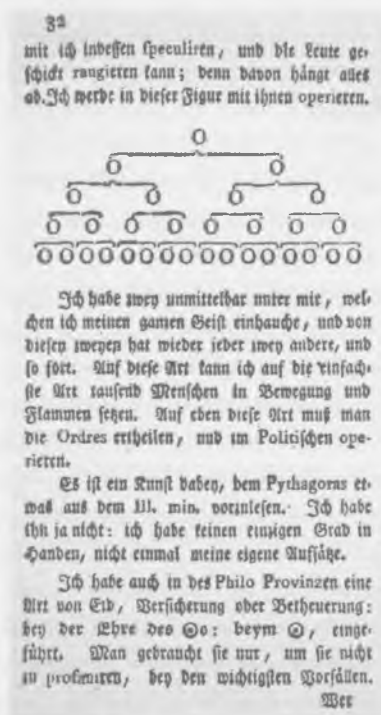 32
mit ich indessen speculiren, und die Leute ge-
schickt rangieren kann; denn davon hängt alles
ab. Ich werde in dieser Figur mit ihnen operieren.
O
O O
O O O O
O O O O O O O O
O O O O O O O O O O O O O O O O
Ich habe zwey unmittelbar unter mir, wel-
chen ich meinen ganzen Geist einhauche, und von
diesen zweyen hat wieder jeder zwey andere, und
so fort. Auf diese Art kann ich auf die einfach-
ste Art tausend Menschen in Bewegung und
Flammen setzen. Auf eben diese Art muß man
die Ordres ertheilen, und im Politischen ope-
rieren.
Es ist ein Kunst dabey, dem Pythagoras et-
was aus dem Ill. min. vorzulesen. Ich habe
ihn ja nicht: ich habe keinen einzigen Grad in
Handen, nicht einmal meine eigene Aufsätze.
Ich habe auch in des Philo Provinzen eine
Art von Eid, Versicherung oder Betheuerung:
bey der Ehre des ⊙o: beym ⊙, einge-
führt. Man gebraucht sie nur, um sie nicht
zu profaniren, bey den wichtigsten Vorfällen.
Wer